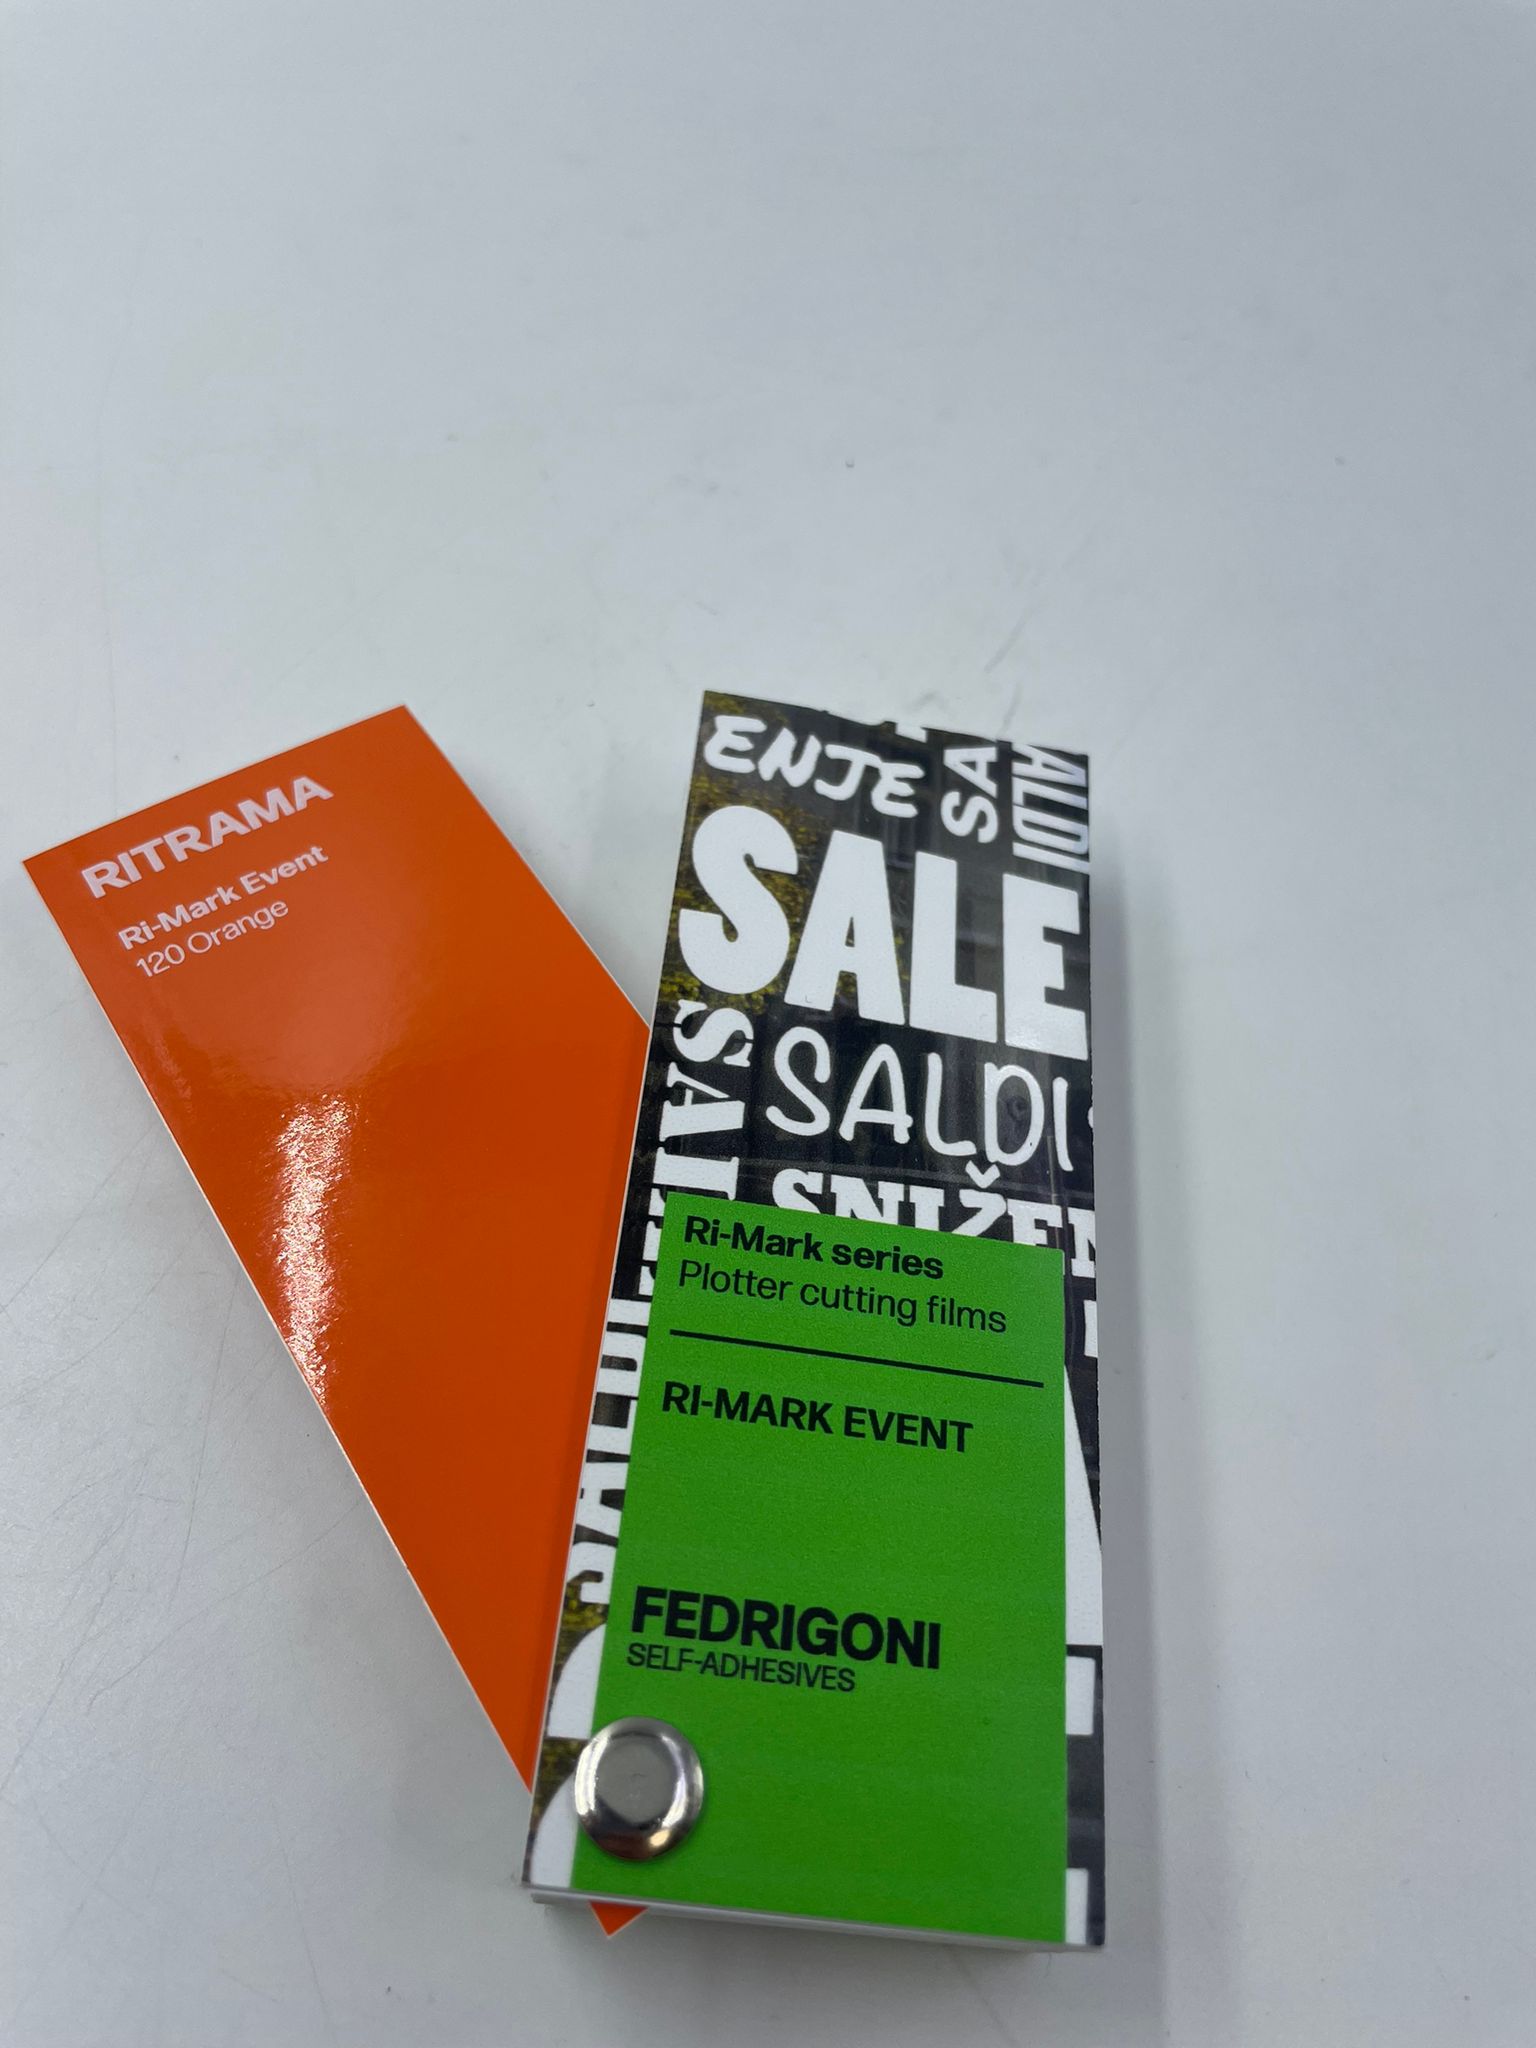 RITRAMA
Ri-Mark Event
120 Orange
ENJE
SA
SALE
SALDI
Ri-Mark series
Plotter cutting films
RI-MARK EVENT
FEDRIGONI
SELF-ADHESIVES